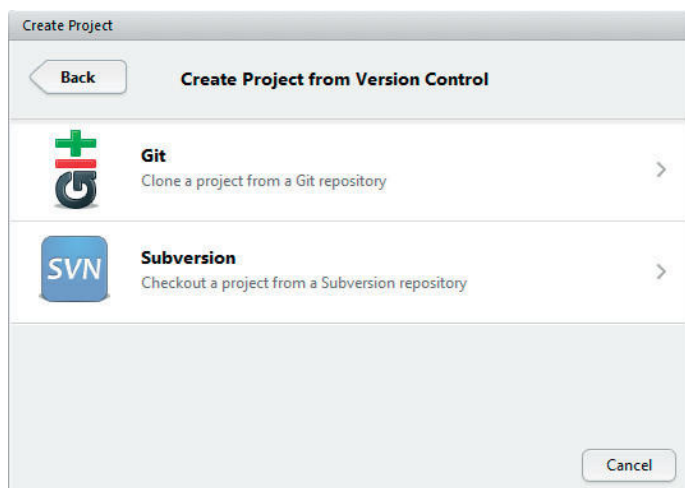 Create Project
Back
Create Project from Version Control
Git
Clone a project from a Git repository
SVN
Subversion
Checkout a project from a Subversion repository
Cancel